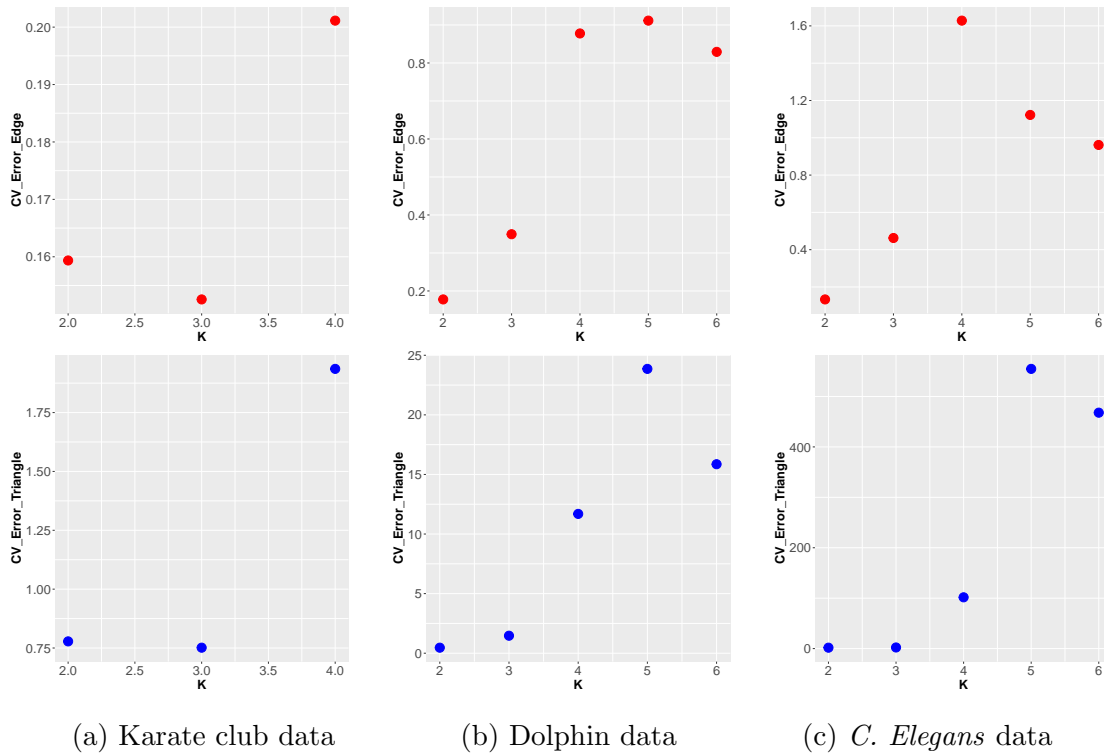 CV_Error_Edge
0.20
0.19
0.18
0.17
0.16
2.0 2.5 3.0 3.5 4.0
K
CV_Error_Edge
0.8
0.6
0.4
0.2
2 3 4 5 6
K
CV_Error_Edge
1.6
1.2
0.8
0.4
2 3 4 5 6
K
CV_Error_Triangle
1.75
1.50
1.25
1.00
0.75
2.0 2.5 3.0 3.5 4.0
K
CV_Error_Triangle
25
20
15
10
5
0
2 3 4 5 6
K
CV_Error_Triangle
400
200
0
2 3 4 5 6
K
(a) Karate club data
(b) Dolphin data
(c) C. Elegans data